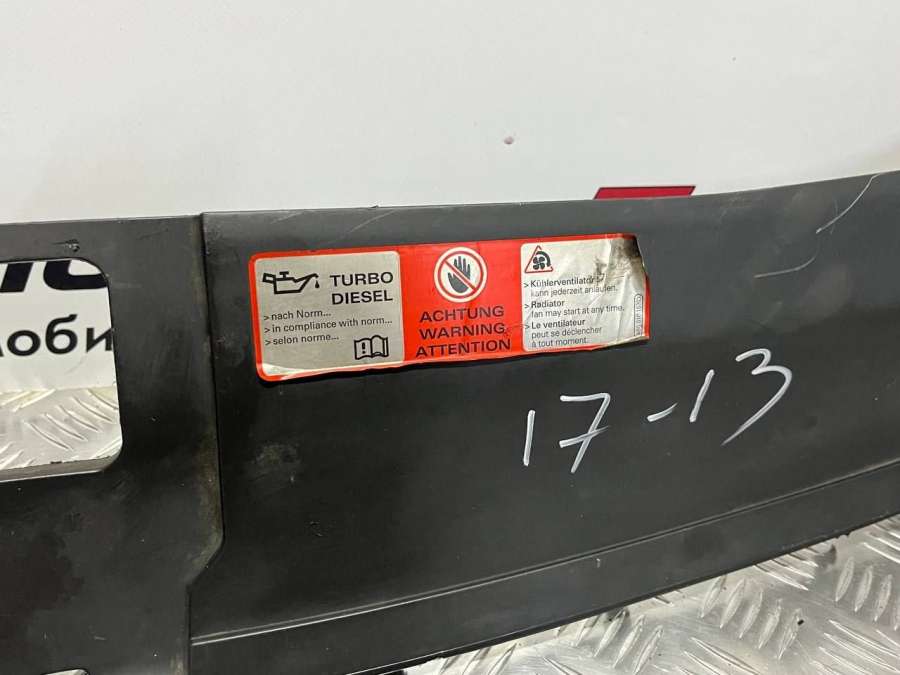 TURBO
DIESEL
> nach Norm...
> in compliance with norm...
> selon norme...
ACHTUNG
WARNING
ATTENTION
> Kühlerventilator
kann jederzeit anlaufen.
> Radiator
fan may start at any time.
> Le ventilateur
peut se déclencher
à tout moment.
17-13
оби